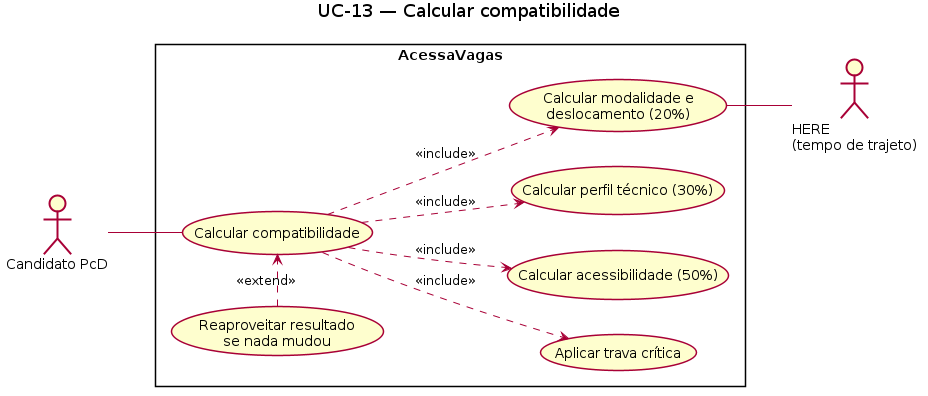 UC-13 — Calcular compatibilidade
AcessaVagas
Calcular modalidade e
deslocamento (20%)
HERE
(tempo de trajeto)
«include»
Calcular perfil técnico (30%)
«include»
Candidato PcD
Calcular compatibilidade
«include»
Calcular acessibilidade (50%)
«include»
«extend»
Reaproveitar resultado
se nada mudou
Aplicar trava crítica